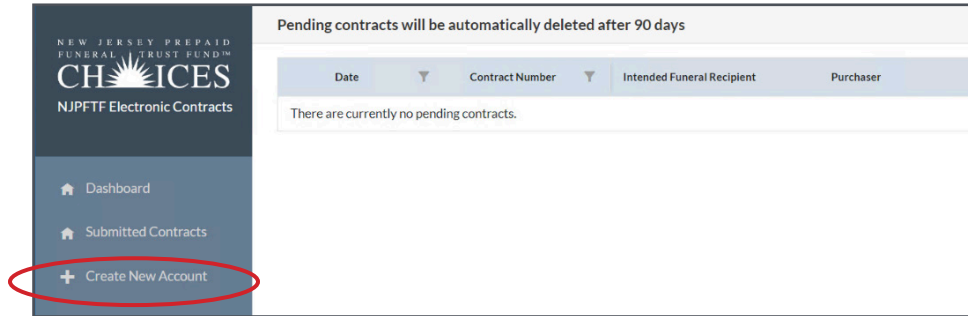 NEW JERSEY PREPAID
FUNERAL TRUST FUND™
CHOICES
NJPFTF Electronic Contracts
Dashboard
Submitted Contracts
Create New Account
Pending contracts will be automatically deleted after 90 days
Date Contract Number Intended Funeral Recipient Purchaser
There are currently no pending contracts.